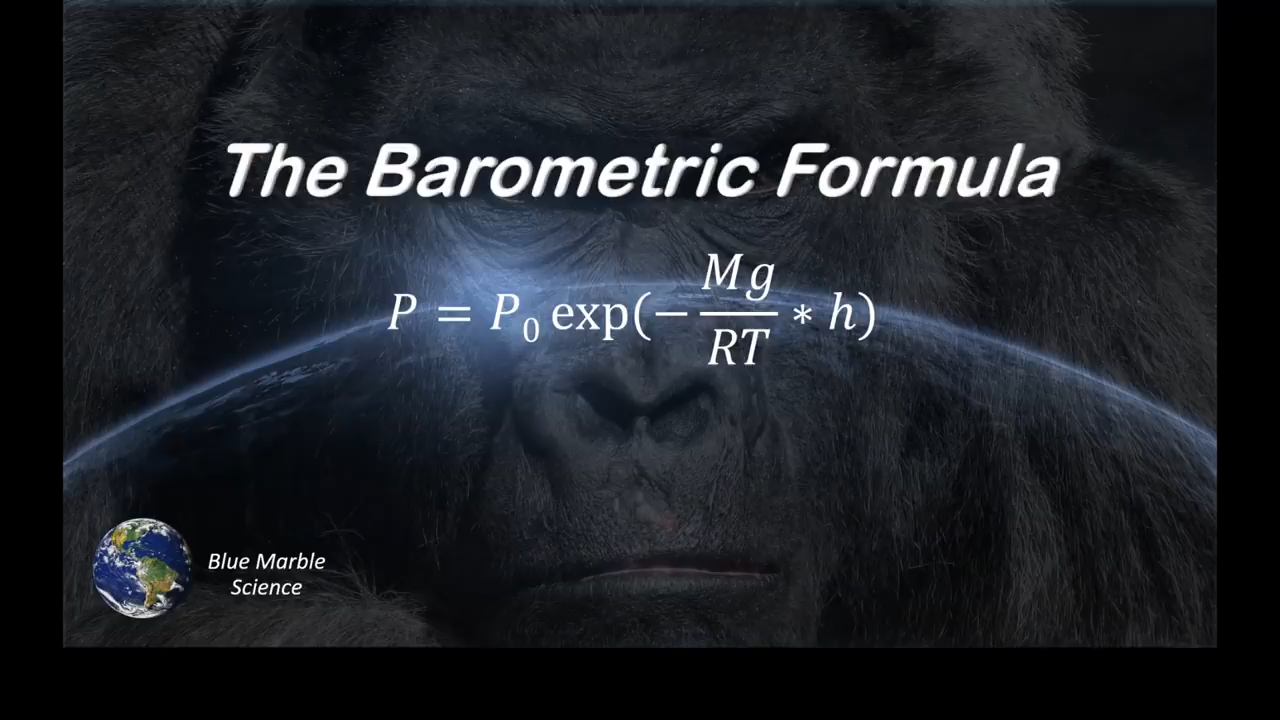 The Barometric Formula
P = P₀ exp(− Mg/RT * h)
Blue Marble
Science